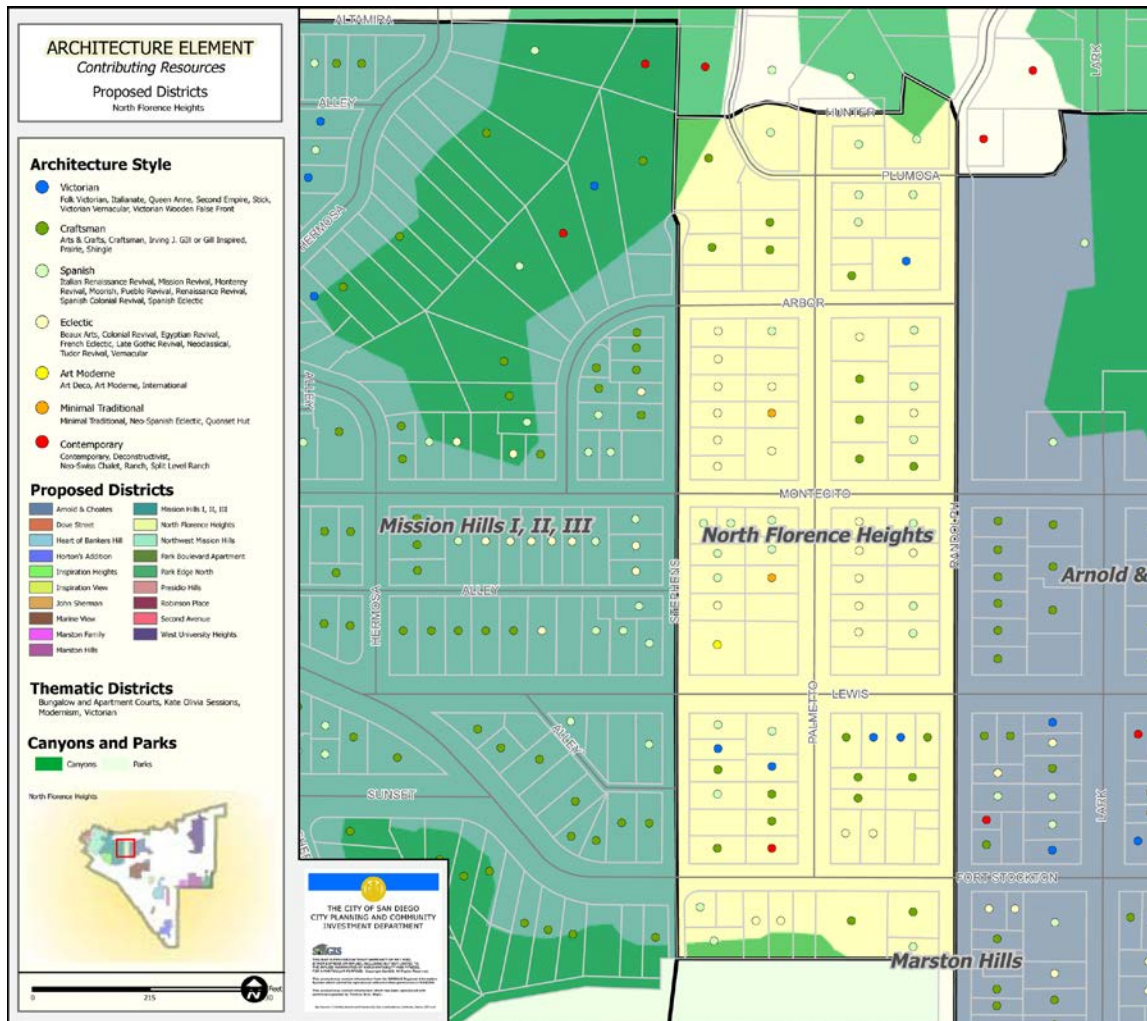 ARCHITECTURE ELEMENT
Contributing Resources
Proposed Districts
North Florence Heights
Architecture Style
Victorian
Folk Victorian, Italianate, Queen Anne, Second Empire, Stick,
Victorian Vernacular, Victorian Wooden False Front
Craftsman
Arts & Crafts, Craftsman, Irving J. Gill or Gill Inspired,
Prairie, Shingle
Spanish
Italian Renaissance Revival, Mission Revival, Monterey
Revival, Moorish, Pueblo Revival, Renaissance Revival,
Spanish Colonial Revival, Spanish Eclectic
Eclectic
Beaux Arts, Colonial Revival, Egyptian Revival,
French Eclectic, Late Gothic Revival, Neoclassical,
Tudor Revival, Vernacular
Art Moderne
Art Deco, Art Moderne, International
Minimal Traditional
Minimal Traditional, Neo-Spanish Eclectic, Quonset Hut
Contemporary
Contemporary, Deconstructivist,
Neo-Swiss Chalet, Ranch, Split Level Ranch
Proposed Districts
Arnold & Choates
Dove Street
Heart of Bankers Hill
Horton's Addition
Inspiration Heights
Inspiration View
John Sherman
Marine View
Marston Family
Marston Hills
Mission Hills I, II, III
North Florence Heights
Northwest Mission Hills
Park Boulevard Apartment
Park Edge North
Presidio Hills
Robinson Place
Second Avenue
West University Heights
Thematic Districts
Bungalow and Apartment Courts, Kate Olivia Sessions,
Modernism, Victorian
Canyons and Parks
Canyons
Parks
North Florence Heights
0
215
Feet
N
ALTAMIRA
LARK
ALLEY
HUNTER
PLUMOSA
HERMOSA
ARBOR
ALLEY
MONTECITO
Mission Hills I, II, III
North Florence Heights
RANDOLPH
Arnold &
ALLEY
STEPHENS
HERMOSA
LEWIS
PALMETTO
ALLEY
SUNSET
LARK
FORT STOCKTON
Marston Hills
THE CITY OF SAN DIEGO
CITY PLANNING AND COMMUNITY
INVESTMENT DEPARTMENT